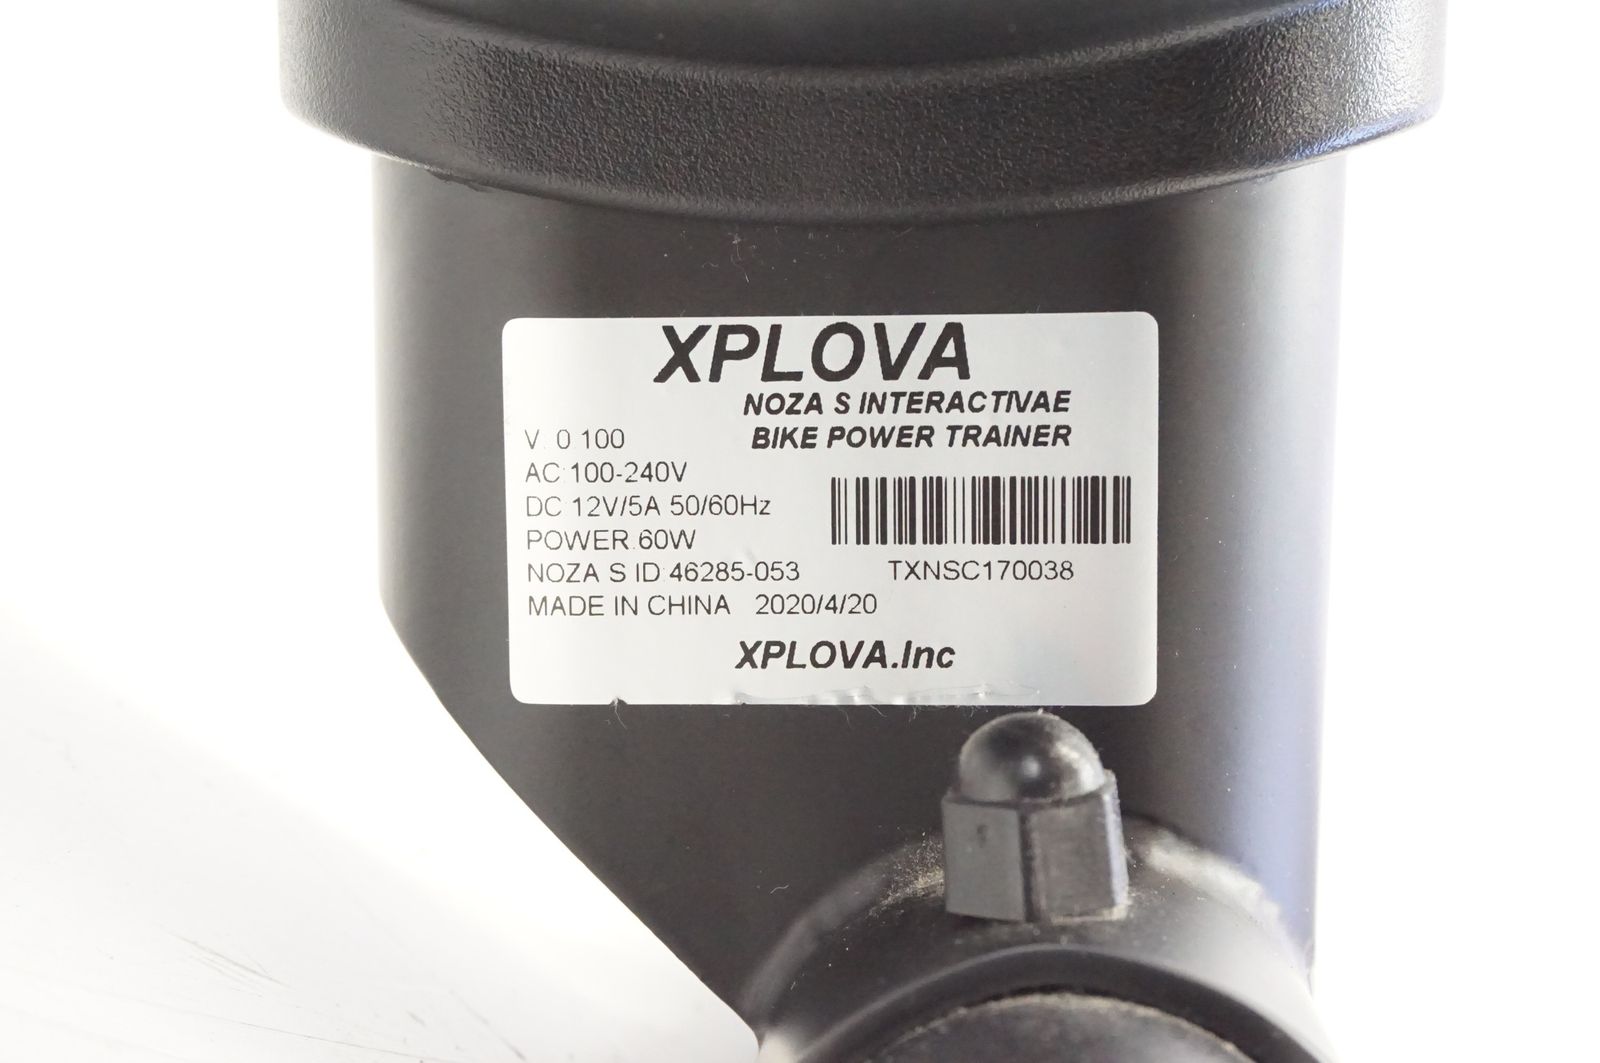 XPLOVA
NOZA S INTERACTIVAE
BIKE POWER TRAINER
V. 0.100
AC:100-240V
DC 12V/5A 50/60Hz
POWER:60W
NOZA S ID:46285-053
MADE IN CHINA 2020/4/20
TXNSC170038
XPLOVA.Inc